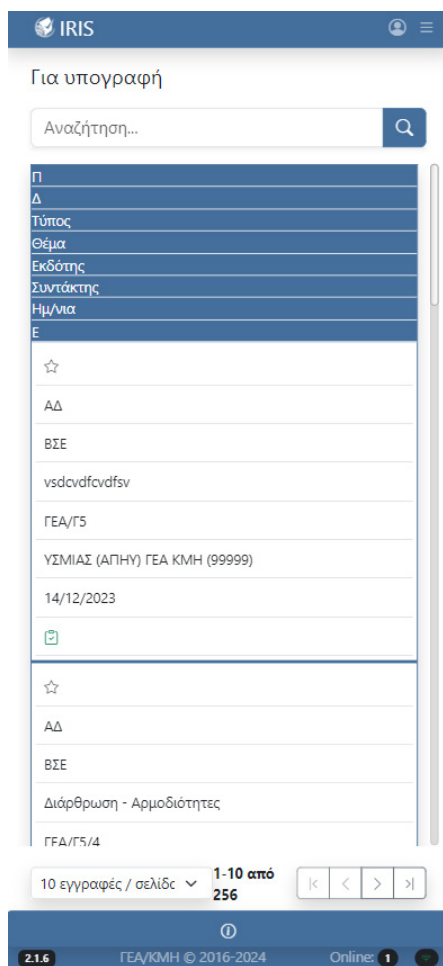 IRIS
Για υπογραφή
Αναζήτηση...
Π
Δ
Τύπος
Θέμα
Εκδότης
Συντάκτης
Ημ/νια
Ε
ΑΔ
ΒΣΕ
vsdcvdfcvdfsv
ΓΕΑ/Γ5
ΥΣΜΙΑΣ (ΑΠΗΥ) ΓΕΑ ΚΜΗ (99999)
14/12/2023
ΑΔ
ΒΣΕ
Διάρθρωση - Αρμοδιότητες
ΓΕΑ/Γ5/4
10 εγγραφές / σελίδα
1-10 από
256
2.1.6 ΓΕΑ/ΚΜΗ © 2016-2024 Online: 1